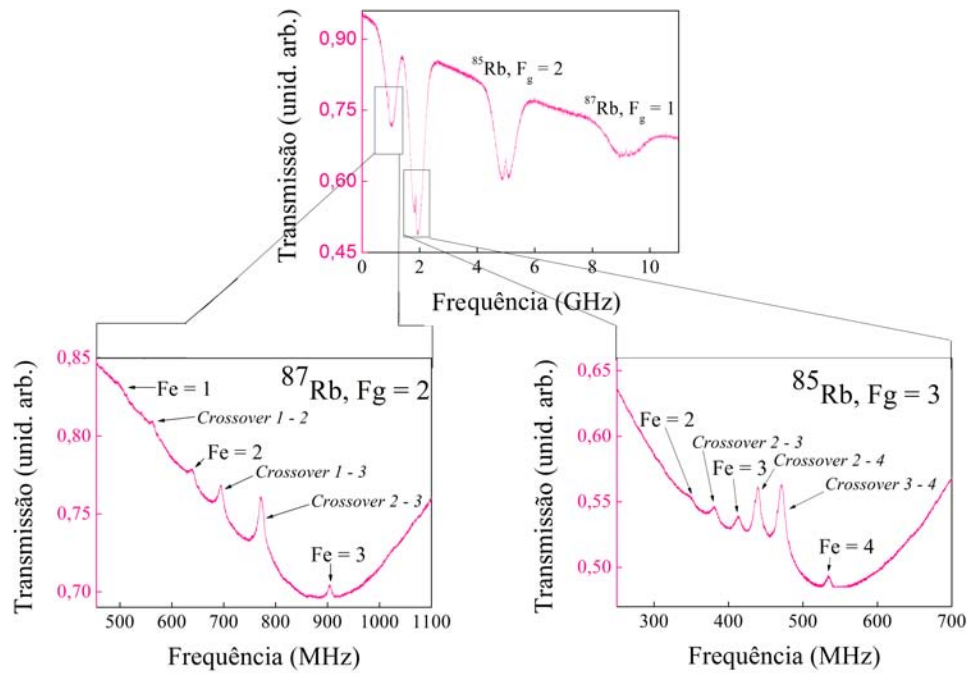 0,96
0,75
0,60
0,45
Transmissão (unid. arb.)
⁸⁵Rb, F_g = 2
⁸⁷Rb, F_g = 1
0 2 4 6 8 10
Frequência (GHz)
0,85
0,80
0,75
0,70
Transmissão (unid. arb.)
⁸⁷Rb, Fg = 2
Fe = 1
Crossover 1 - 2
Fe = 2
Crossover 1 - 3
Crossover 2 - 3
Fe = 3
500 600 700 800 900 1000 1100
Frequência (MHz)
0,65
0,60
0,55
0,50
Transmissão (unid. arb.)
⁸⁵Rb, Fg = 3
Fe = 2
Crossover 2 - 3
Fe = 3
Crossover 2 - 4
Crossover 3 - 4
Fe = 4
300 400 500 600 700
Frequência (MHz)